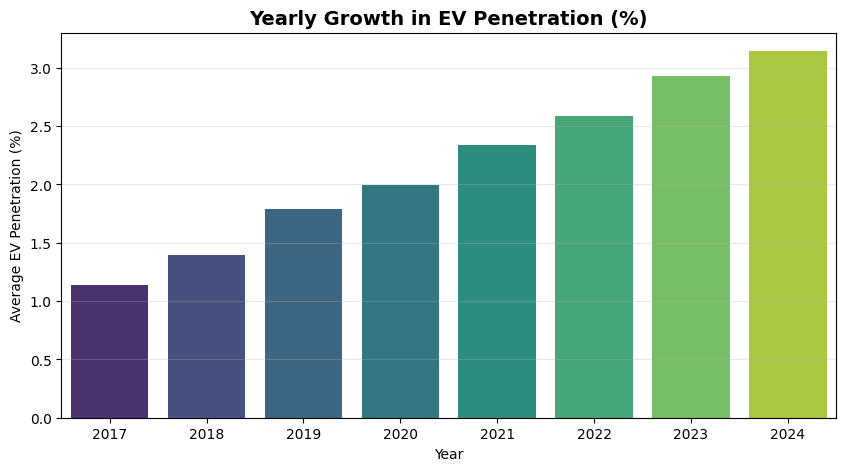 Yearly Growth in EV Penetration (%)
Average EV Penetration (%)
3.0
2.5
2.0
1.5
1.0
0.5
0.0
2017 2018 2019 2020 2021 2022 2023 2024
Year